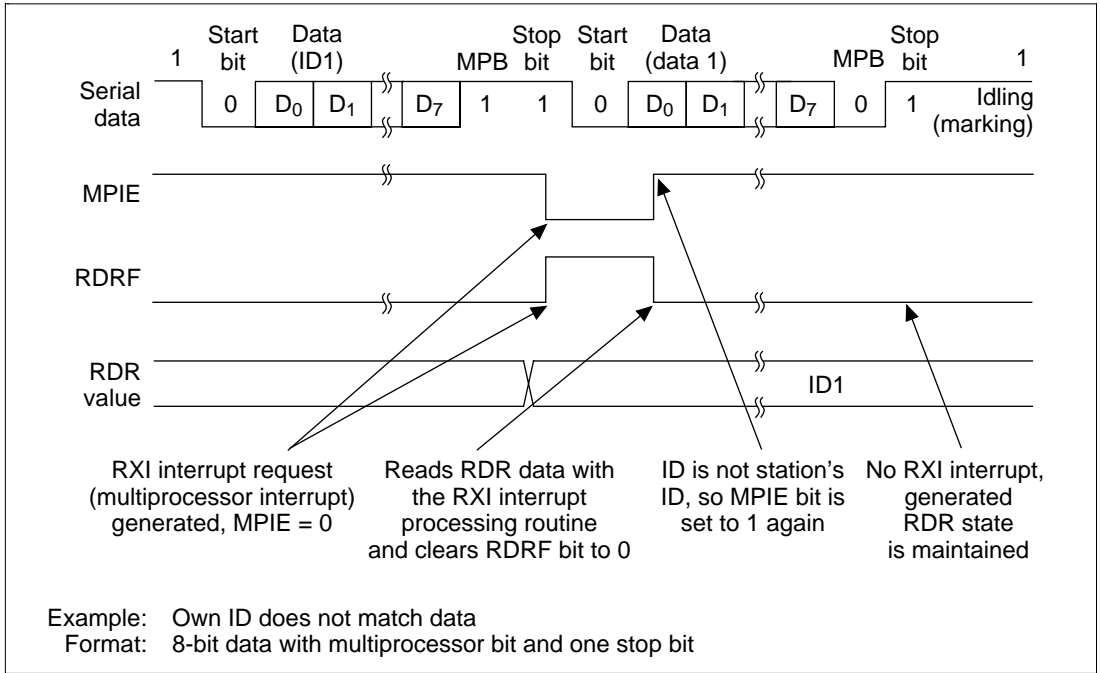 Start Data Stop Start Data Stop
1 bit (ID1) MPB bit bit (data 1) MPB bit 1
Serial data 0 D0 D1 D7 1 1 0 D0 D1 D7 0 1 Idling (marking)
MPIE
RDRF
RDR
value ID1
RXI interrupt request
(multiprocessor interrupt)
generated, MPIE = 0
Reads RDR data with
the RXI interrupt
processing routine
and clears RDRF bit to 0
ID is not station's
ID, so MPIE bit is
set to 1 again
No RXI interrupt,
generated
RDR state
is maintained
Example: Own ID does not match data
Format: 8-bit data with multiprocessor bit and one stop bit